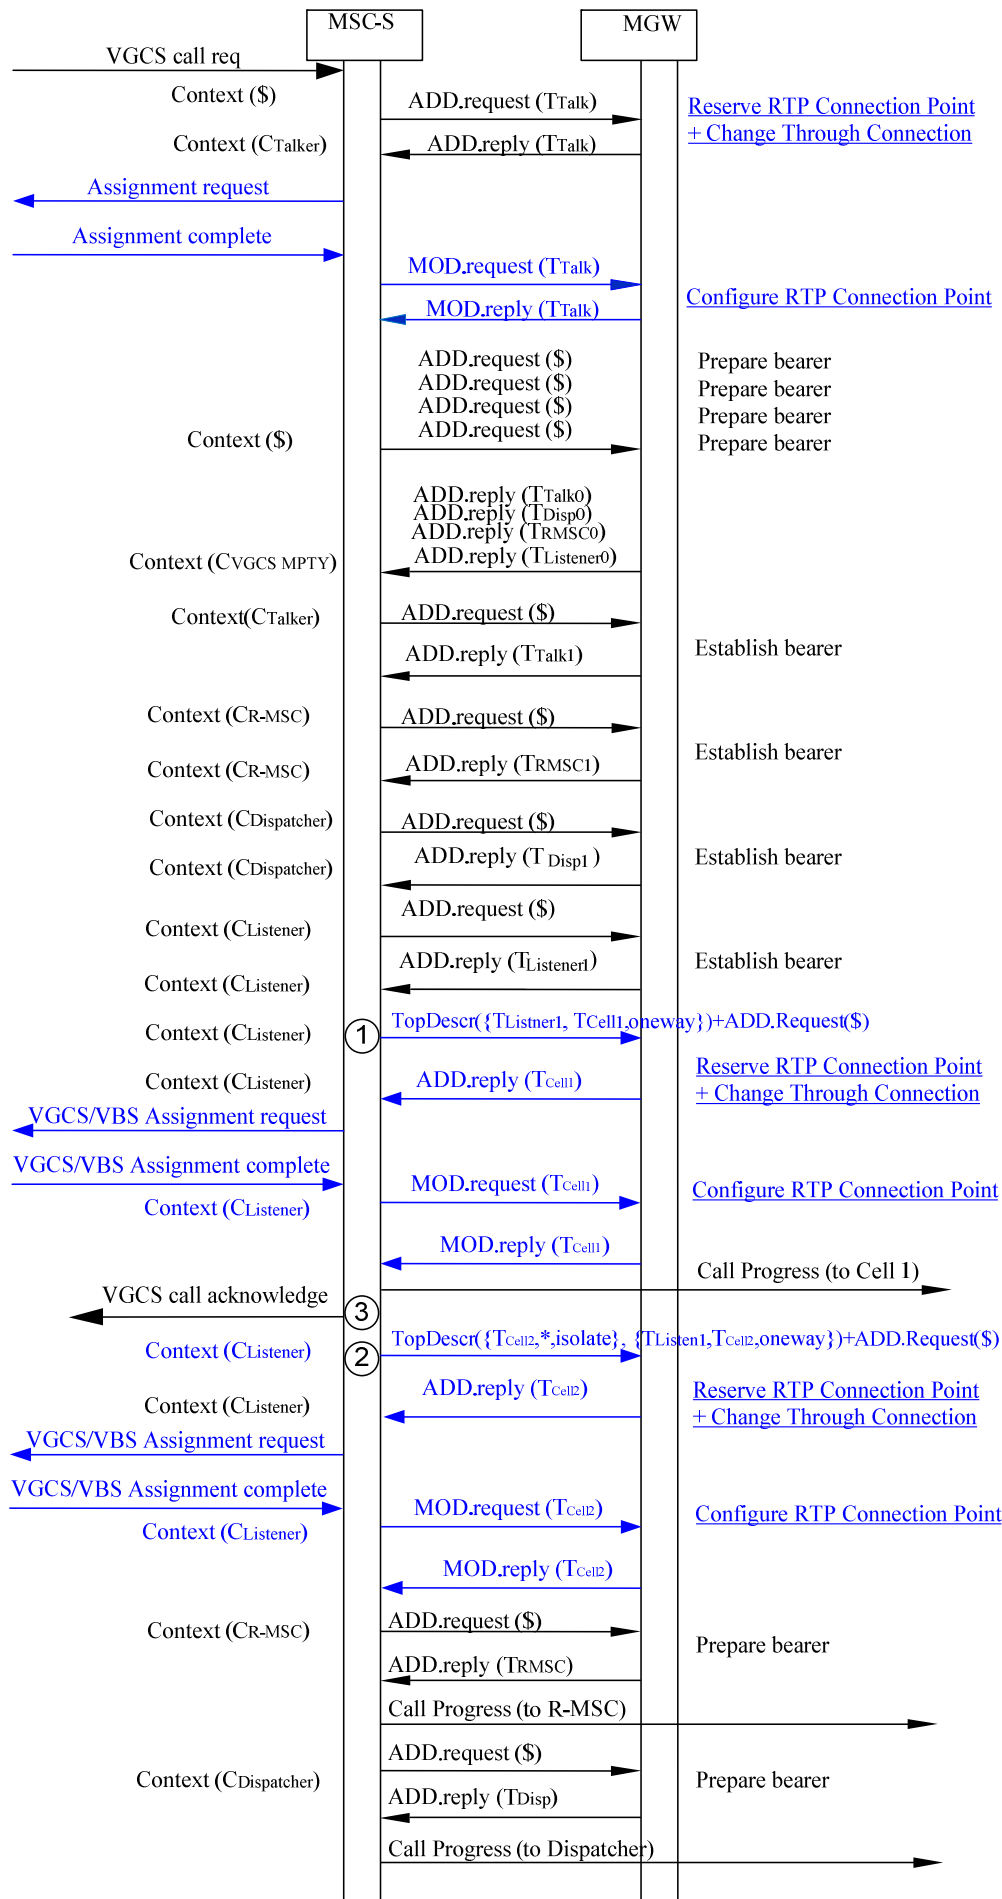 MSC-S
MGW
VGCS call req
Context ($)
ADD.request (TTalk)
Reserve RTP Connection Point
+ Change Through Connection
Context (CTalker)
ADD.reply (TTalk)
Assignment request
Assignment complete
MOD.request (TTalk)
Configure RTP Connection Point
MOD.reply (TTalk)
ADD.request ($)
Prepare bearer
ADD.request ($)
Prepare bearer
ADD.request ($)
Prepare bearer
ADD.request ($)
Prepare bearer
Context ($)
ADD.reply (TTalk0)
ADD.reply (TDisp0)
ADD.reply (TRMSC0)
ADD.reply (TListener0)
Context (CVGCS MPTY)
Context(CTalker)
ADD.request ($)
Establish bearer
ADD.reply (TTalk1)
Context (CR-MSC)
ADD.request ($)
Establish bearer
Context (CR-MSC)
ADD.reply (TRMSC1)
Context (CDispatcher)
ADD.request ($)
Establish bearer
Context (CDispatcher)
ADD.reply (T Disp1 )
ADD.request ($)
Context (CListener)
ADD.reply (TListener1)
Establish bearer
Context (CListener)
Context (CListener)
1
TopDescr({TListner1, TCell1,oneway})+ADD.Request($)
Context (CListener)
ADD.reply (TCell1)
Reserve RTP Connection Point
+ Change Through Connection
VGCS/VBS Assignment request
VGCS/VBS Assignment complete
Context (CListener)
MOD.request (TCell1)
Configure RTP Connection Point
MOD.reply (TCell1)
Call Progress (to Cell 1)
VGCS call acknowledge
3
Context (CListener)
2
TopDescr({TCell2,*,isolate}, {TListen1,TCell2,oneway})+ADD.Request($)
Context (CListener)
ADD.reply (TCell2)
Reserve RTP Connection Point
+ Change Through Connection
VGCS/VBS Assignment request
VGCS/VBS Assignment complete
Context (CListener)
MOD.request (TCell2)
Configure RTP Connection Point
MOD.reply (TCell2)
Context (CR-MSC)
ADD.request ($)
Prepare bearer
ADD.reply (TRMSC)
Call Progress (to R-MSC)
ADD.request ($)
Context (CDispatcher)
Prepare bearer
ADD.reply (TDisp)
Call Progress (to Dispatcher)